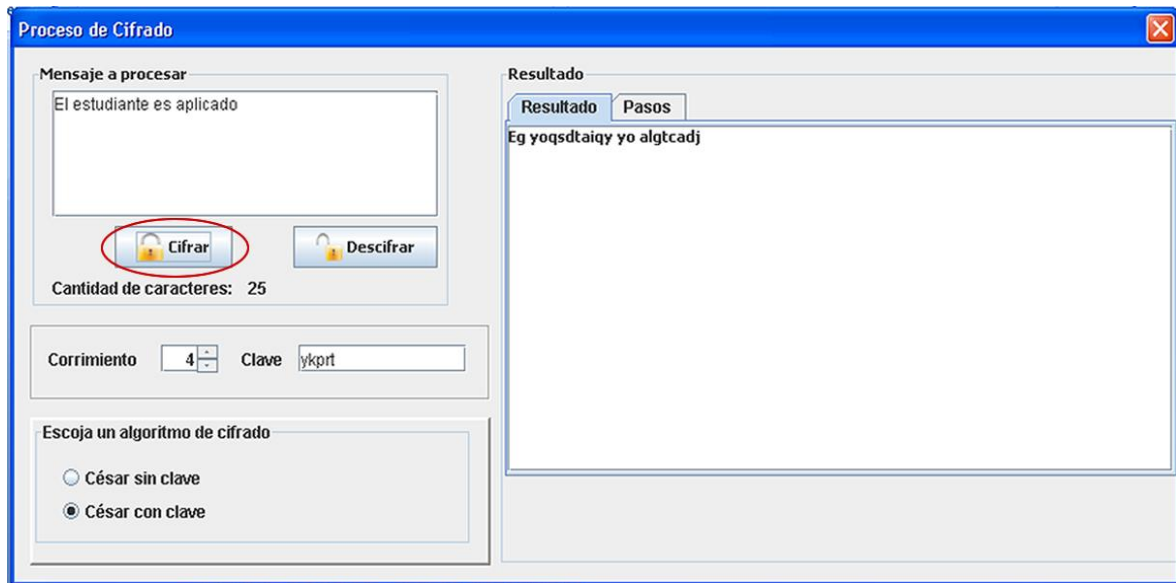 Proceso de Cifrado
Mensaje a procesar
El estudiante es aplicado
Cifrar
Descifrar
Cantidad de caracteres: 25
Corrimiento 4 Clave ykprt
Escoja un algoritmo de cifrado
César sin clave
César con clave
Resultado
Resultado Pasos
Eg yoqsdtaiqy yo algtcadj